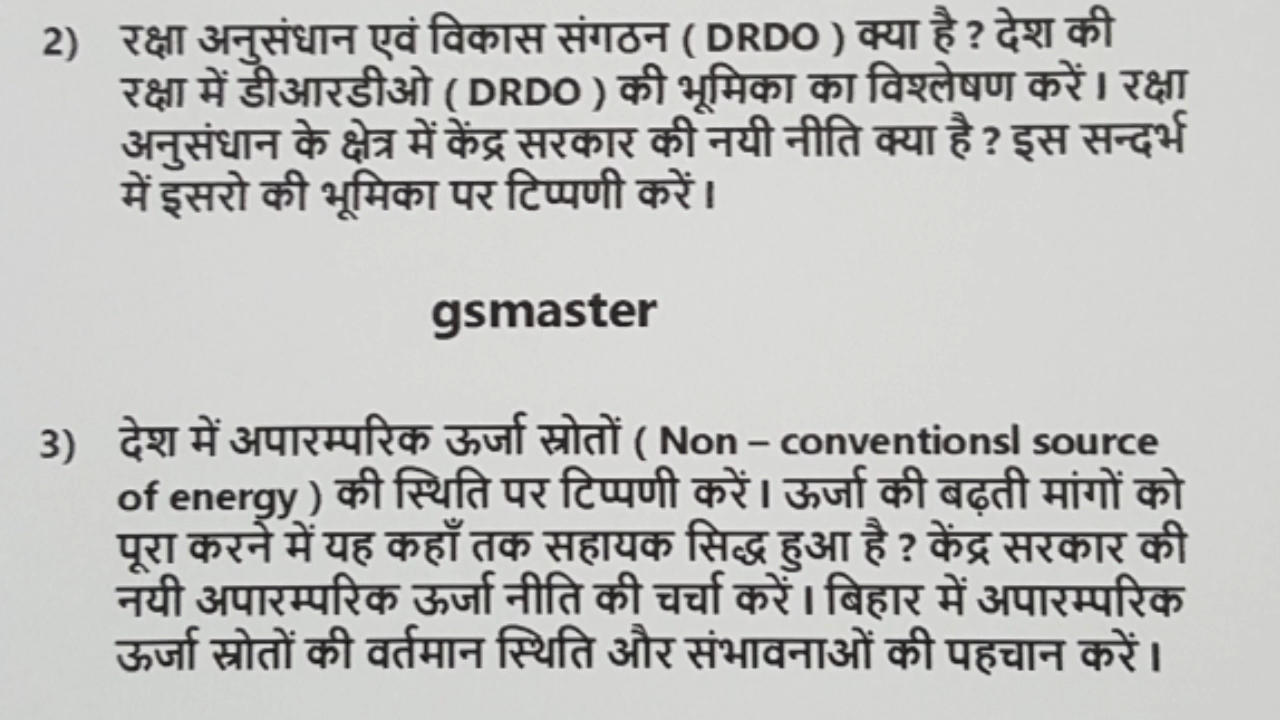 2) रक्षा अनुसंधान एवं विकास संगठन ( DRDO ) क्या है ? देश की
रक्षा में डीआरडीओ ( DRDO ) की भूमिका का विश्लेषण करें । रक्षा
अनुसंधान के क्षेत्र में केंद्र सरकार की नयी नीति क्या है ? इस सन्दर्भ
में इसरो की भूमिका पर टिप्पणी करें ।
gsmaster
3) देश में अपारम्परिक ऊर्जा स्रोतों ( Non – conventionsl source
of energy ) की स्थिति पर टिप्पणी करें । ऊर्जा की बढ़ती मांगों को
पूरा करने में यह कहाँ तक सहायक सिद्ध हुआ है ? केंद्र सरकार की
नयी अपारम्परिक ऊर्जा नीति की चर्चा करें । बिहार में अपारम्परिक
ऊर्जा स्रोतों की वर्तमान स्थिति और संभावनाओं की पहचान करें ।